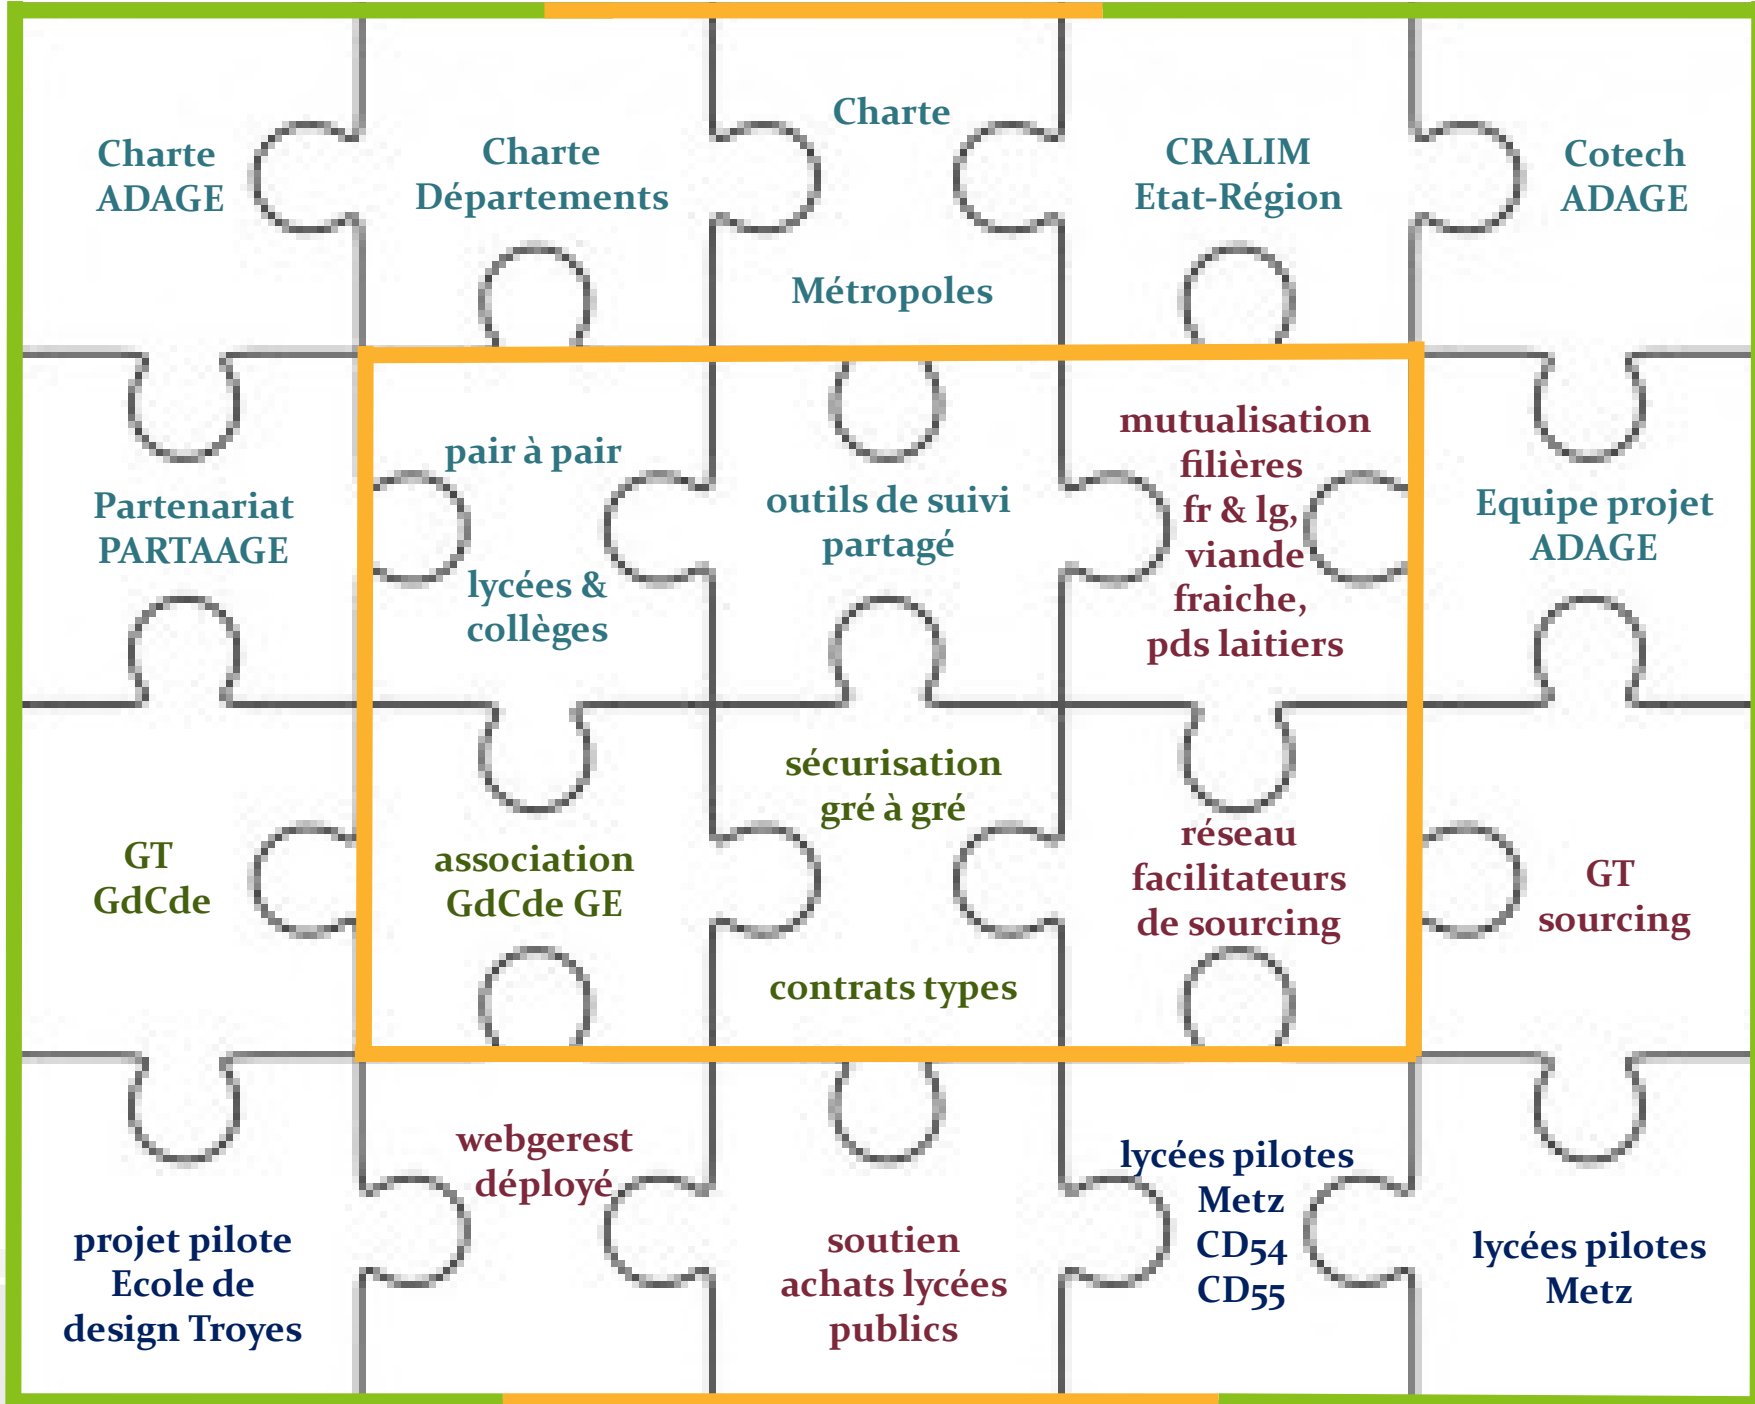 Charte
ADAGE
Charte
Départements
Charte
Métropoles
CRALIM
Etat-Région
Cotech
ADAGE
Partenariat
PARTAAGE
pair à pair
lycées &
collèges
outils de suivi
partagé
mutualisation
filières
fr & lg,
viande
fraiche,
pds laitiers
Equipe projet
ADAGE
GT
GdCde
association
GdCde GE
sécurisation
gré à gré
contrats types
réseau
facilitateurs
de sourcing
GT
sourcing
projet pilote
Ecole de
design Troyes
webgerest
déployé
soutien
achats lycées
publics
lycées pilotes
Metz
CD54
CD55
lycées pilotes
Metz